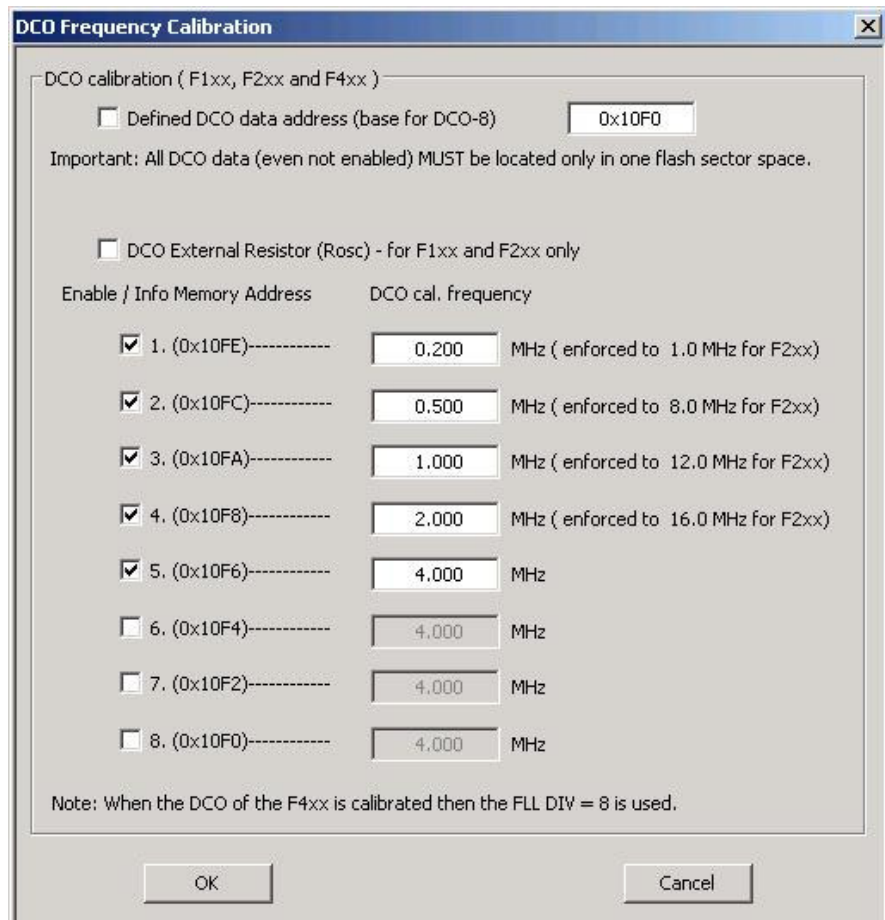 DCO Frequency Calibration
DCO calibration ( F1xx, F2xx and F4xx )
Defined DCO data address (base for DCO-8) 0x10F0
Important: All DCO data (even not enabled) MUST be located only in one flash sector space.
DCO External Resistor (Rosc) - for F1xx and F2xx only
Enable / Info Memory Address DCO cal. frequency
1. (0x10FE)------------ 0.200 MHz ( enforced to 1.0 MHz for F2xx)
2. (0x10FC)------------ 0.500 MHz ( enforced to 8.0 MHz for F2xx)
3. (0x10FA)------------ 1.000 MHz ( enforced to 12.0 MHz for F2xx)
4. (0x10F8)------------ 2.000 MHz ( enforced to 16.0 MHz for F2xx)
5. (0x10F6)------------ 4.000 MHz
6. (0x10F4)------------ 4.000 MHz
7. (0x10F2)------------ 4.000 MHz
8. (0x10F0)------------ 4.000 MHz
Note: When the DCO of the F4xx is calibrated then the FLL DIV = 8 is used.
OK Cancel